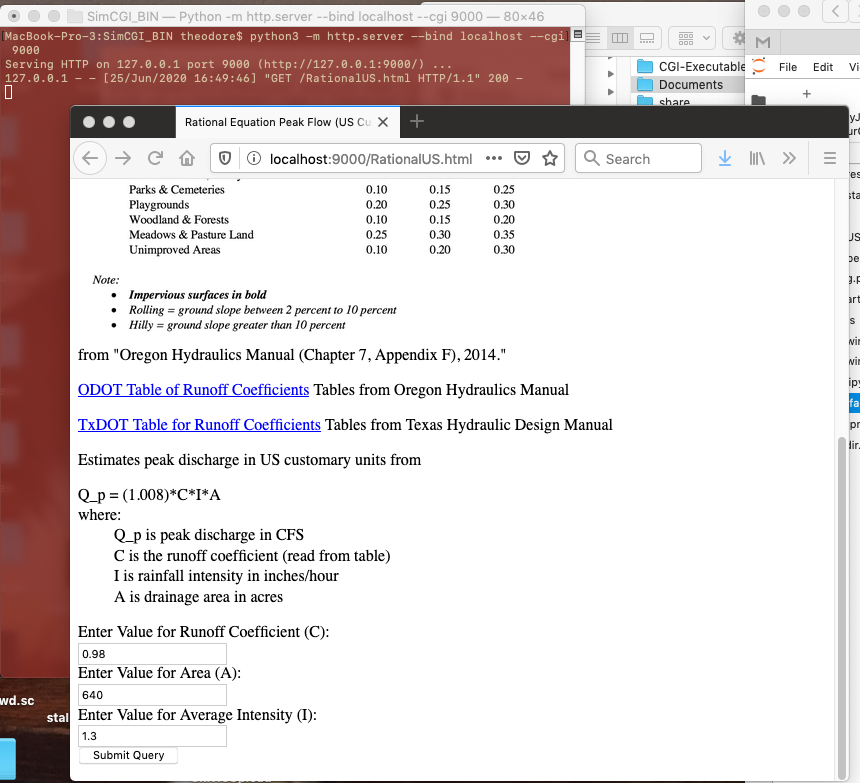 SimCGI_BIN — Python -m http.server --bind localhost --cgi 9000 — 80×46
MacBook-Pro-3:SimCGI_BIN theodore$ python3 -m http.server --bind localhost --cgi
9000
Serving HTTP on 127.0.0.1 port 9000 (http://127.0.0.1:9000/) ...
127.0.0.1 - - [25/Jun/2020 16:49:46] "GET /RationalUS.html HTTP/1.1" 200 -
CGI-Executable
Documents
share
File Edit Vi
Rational Equation Peak Flow (US Cu
localhost:9000/RationalUS.html
Search
Parks & Cemeteries 0.10 0.15 0.25
Playgrounds 0.20 0.25 0.30
Woodland & Forests 0.10 0.15 0.20
Meadows & Pasture Land 0.25 0.30 0.35
Unimproved Areas 0.10 0.20 0.30
Note:
Impervious surfaces in bold
Rolling = ground slope between 2 percent to 10 percent
Hilly = ground slope greater than 10 percent
from "Oregon Hydraulics Manual (Chapter 7, Appendix F), 2014."
ODOT Table of Runoff Coefficients Tables from Oregon Hydraulics Manual
TxDOT Table for Runoff Coefficients Tables from Texas Hydraulic Design Manual
Estimates peak discharge in US customary units from
Q_p = (1.008)*C*I*A
where:
Q_p is peak discharge in CFS
C is the runoff coefficient (read from table)
I is rainfall intensity in inches/hour
A is drainage area in acres
Enter Value for Runoff Coefficient (C):
0.98
Enter Value for Area (A):
640
Enter Value for Average Intensity (I):
1.3
Submit Query
wd.sc
stal